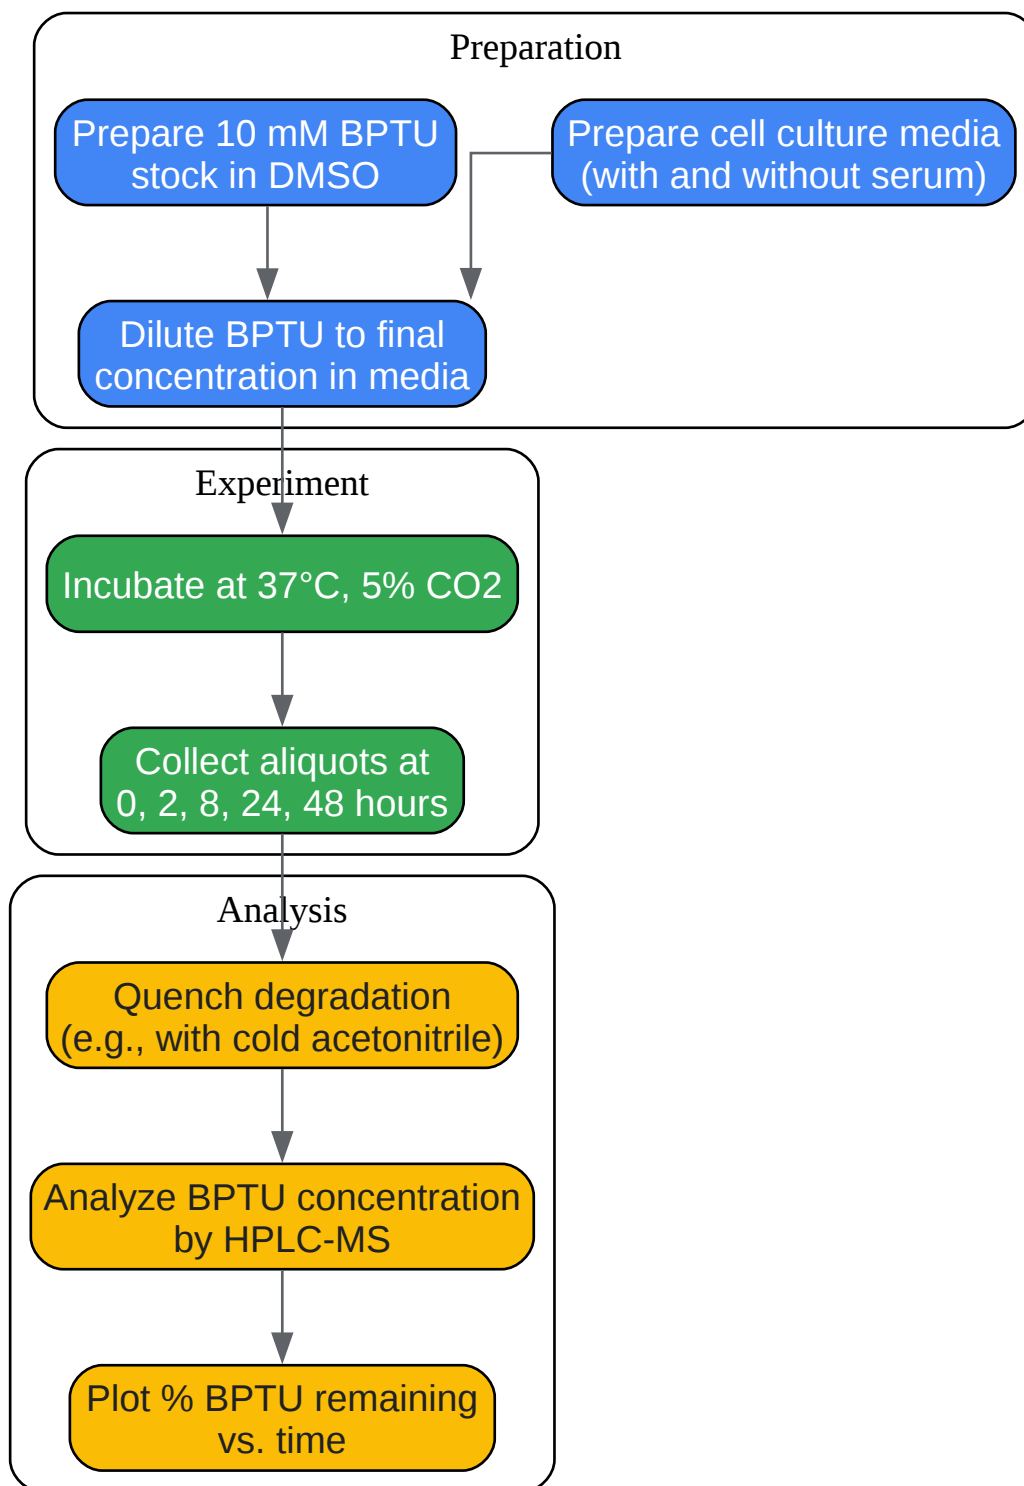 Preparation
Prepare 10 mM BPTU
stock in DMSO
Prepare cell culture media
(with and without serum)
Dilute BPTU to final
concentration in media
Experiment
Incubate at 37°C, 5% CO2
Collect aliquots at
0, 2, 8, 24, 48 hours
Analysis
Quench degradation
(e.g., with cold acetonitrile)
Analyze BPTU concentration
by HPLC-MS
Plot % BPTU remaining
vs. time